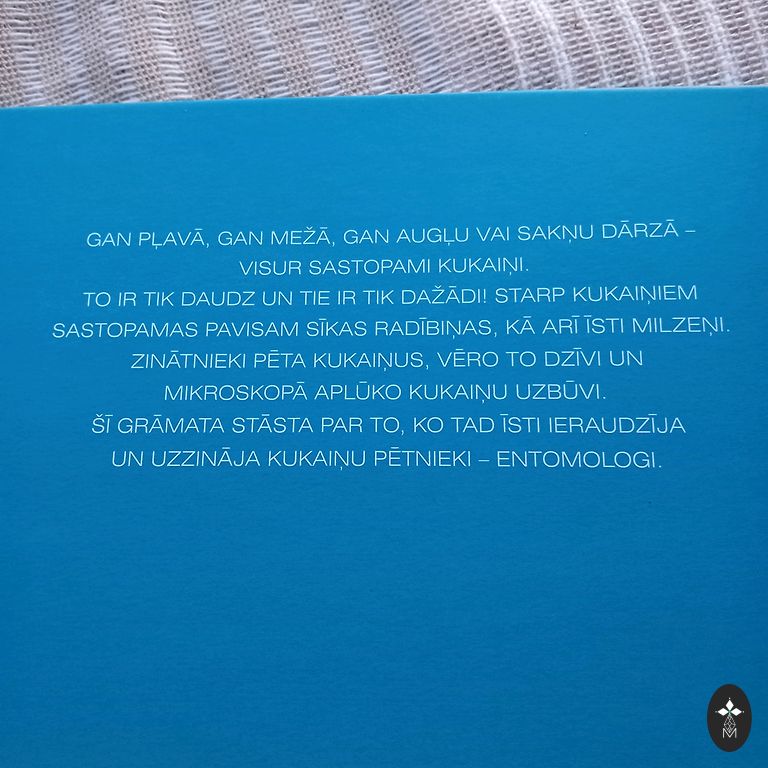 GAN PĻAVĀ, GAN MEŽĀ, GAN AUGĻU VAI SAKŅU DĀRZĀ –
VISUR SASTOPAMI KUKAIŅI.
TO IR TIK DAUDZ UN TIE IR TIK DAŽĀDI! STARP KUKAIŅIEM
SASTOPAMAS PAVISAM SĪKAS RADĪBIŅAS, KĀ ARĪ ĪSTI MILZEŅI.
ZINĀTNIEKI PĒTA KUKAIŅUS, VĒRO TO DZĪVI UN
MIKROSKOPĀ APLŪKO KUKAIŅU UZBŪVI.
ŠĪ GRĀMATA STĀSTA PAR TO, KO TAD ĪSTI IERAUDZĪJA
UN UZZINĀJA KUKAIŅU PĒTNIEKI – ENTOMOLOGI.
M